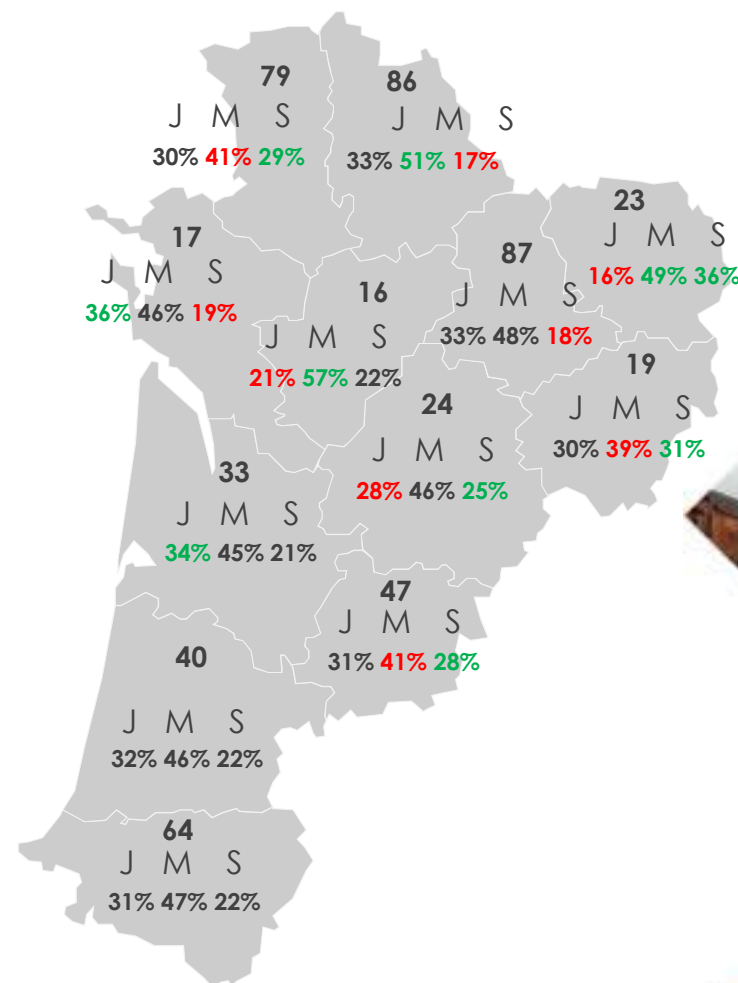 79
J M S
30% 41% 29%
86
J M S
33% 51% 17%
23
J M S
16% 49% 36%
17
J M S
36% 46% 19%
87
J M S
33% 48% 18%
16
J M S
21% 57% 22%
19
J M S
30% 39% 31%
24
J M S
28% 46% 25%
33
J M S
34% 45% 21%
47
J M S
31% 41% 28%
40
J M S
32% 46% 22%
64
J M S
31% 47% 22%